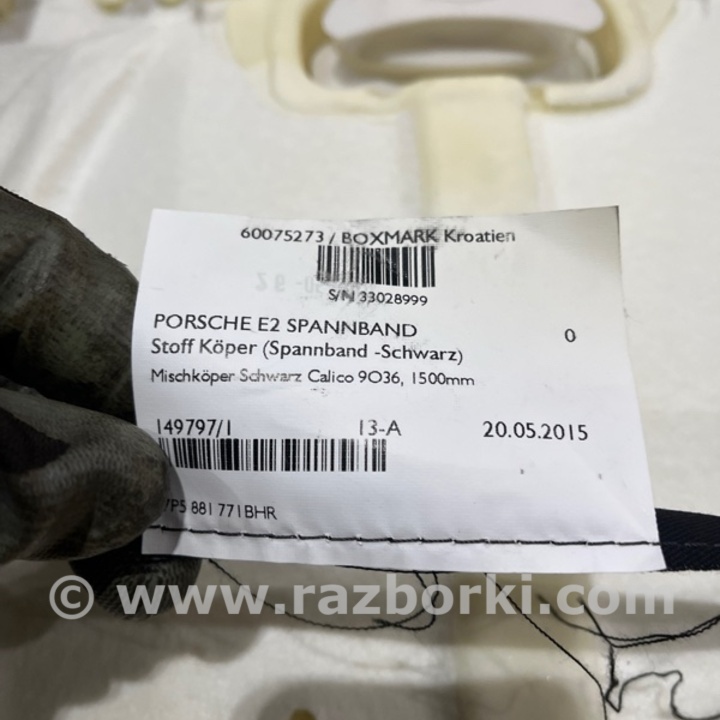 60075273 / BOXMARK Kroatien
S/N 33028999
PORSCHE E2 SPANNBAND 0
Stoff Köper (Spannband -Schwarz)
Mischköper Schwarz Calico 9O36, 1500mm
149797/1 13-A 20.05.2015
7P5 881 771BHR
© www.razborki.com